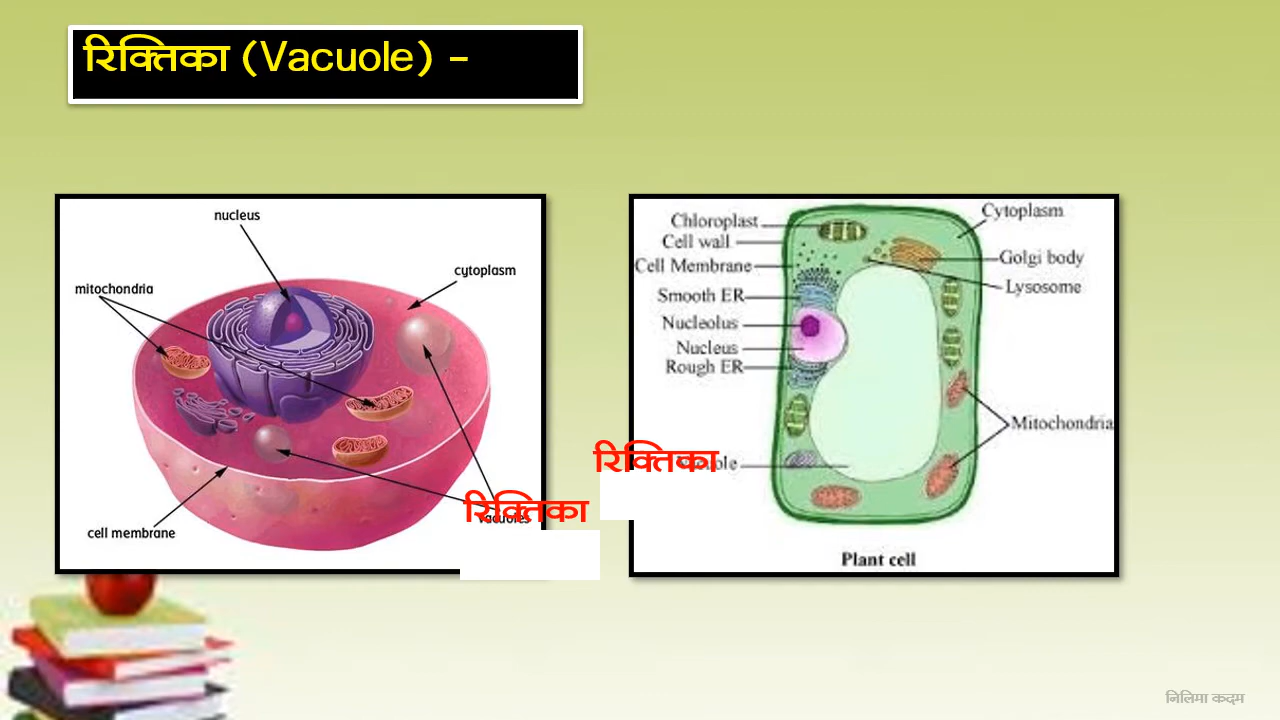 रिक्तिका (Vacuole) -
nucleus
cytoplasm
mitochondria
cell membrane
रिक्तिका
vacuoles
Chloroplast
Cell wall
Cell Membrane
Smooth ER
Nucleolus
Nucleus
Rough ER
रिक्तिका
Cytoplasm
Golgi body
Lysosome
Mitochondria
Plant cell
निलिमा कदम